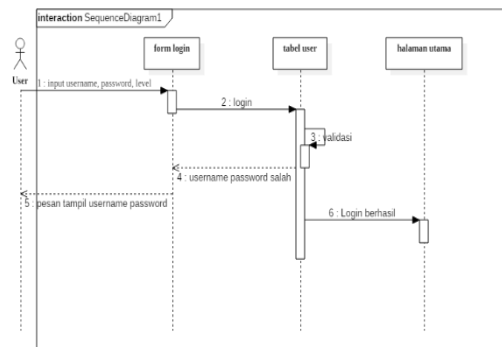 interaction SequenceDiagram1
form login
tabel user
halaman utama
User
1 : input username, password, level
2 : login
3 : validasi
4 : username password salah
5 : pesan tampil username password
6 : Login berhasil